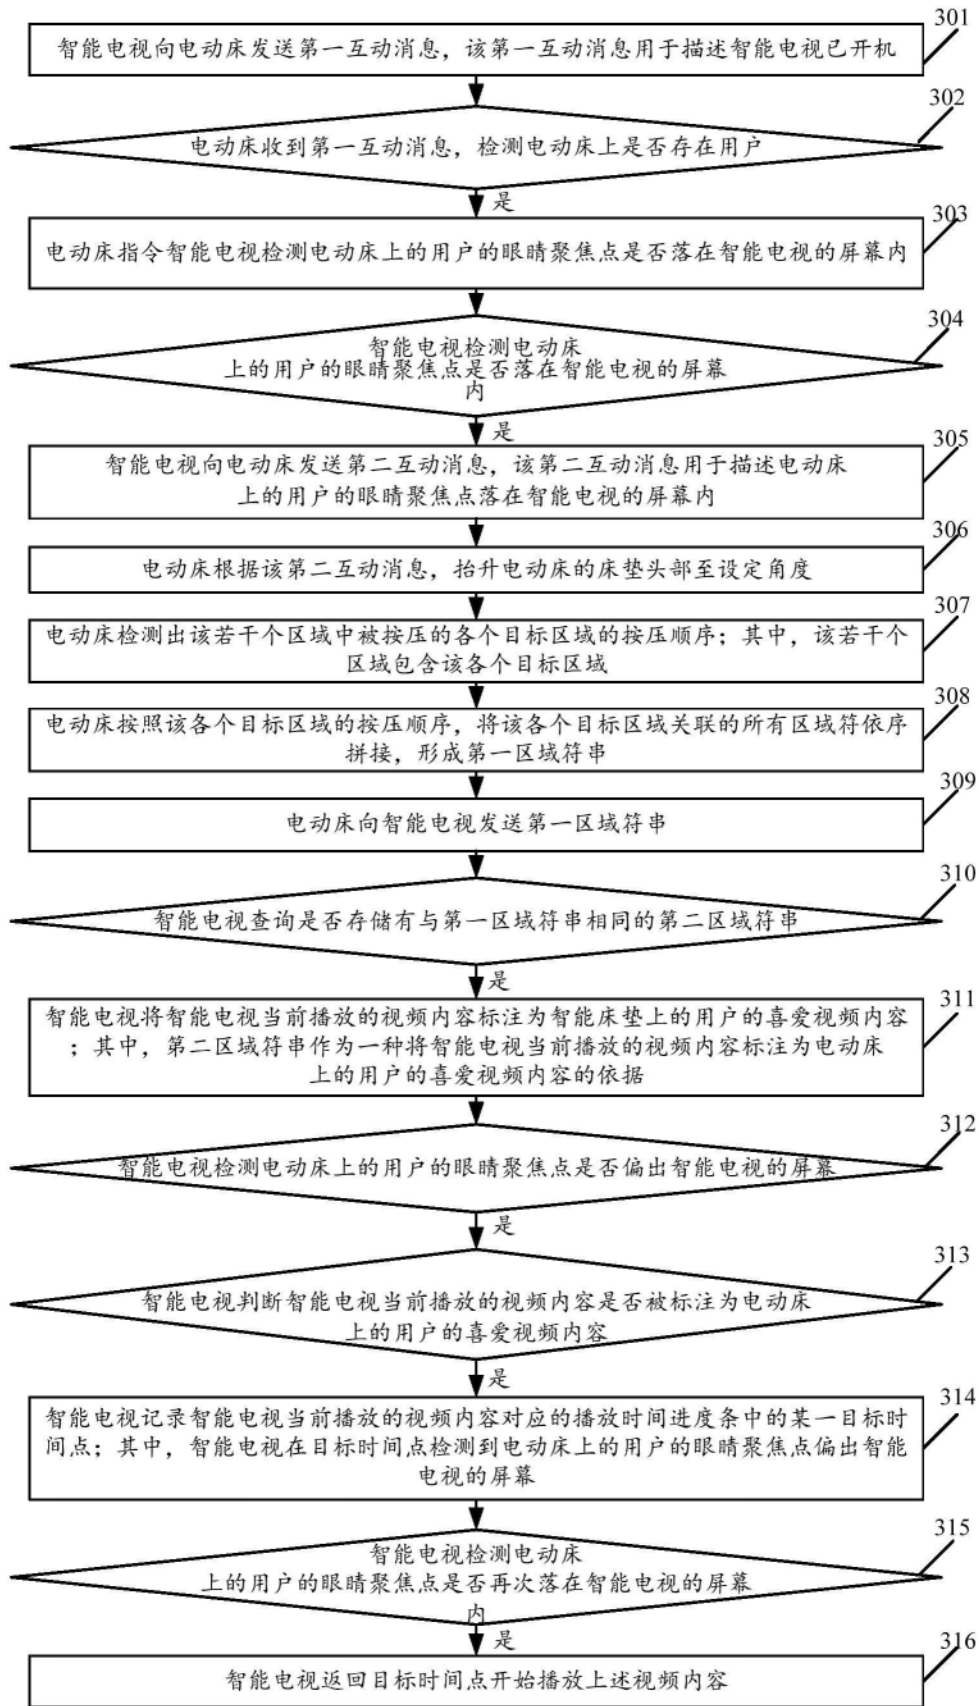 301
智能电视向电动床发送第一互动消息，该第一互动消息用于描述智能电视已开机
302
电动床收到第一互动消息，检测电动床上是否存在用户
是
303
电动床指令智能电视检测电动床上的用户的眼睛聚焦点是否落在智能电视的屏幕内
304
智能电视检测电动床
上的用户的眼睛聚焦点是否落在智能电视的屏幕
内
是
305
智能电视向电动床发送第二互动消息，该第二互动消息用于描述电动床
上的用户的眼睛聚焦点落在智能电视的屏幕内
306
电动床根据该第二互动消息，抬升电动床的床垫头部至设定角度
307
电动床检测出该若干个区域中被按压的各个目标区域的按压顺序；其中，该若干个
区域包含该各个目标区域
308
电动床按照该各个目标区域的按压顺序，将该各个目标区域关联的所有区域符依序
拼接，形成第一区域符串
309
电动床向智能电视发送第一区域符串
310
智能电视查询是否存储有与第一区域符串相同的第二区域符串
是
311
智能电视将智能电视当前播放的视频内容标注为智能床垫上的用户的喜爱视频内容
；其中，第二区域符串作为一种将智能电视当前播放的视频内容标注为电动床
上的用户的喜爱视频内容的依据
312
智能电视检测电动床上的用户的眼睛聚焦点是否偏出智能电视的屏幕
是
313
智能电视判断智能电视当前播放的视频内容是否被标注为电动床
上的用户的喜爱视频内容
是
314
智能电视记录智能电视当前播放的视频内容对应的播放时间进度条中的某一目标时
间点；其中，智能电视在目标时间点检测到电动床上的用户的眼睛聚焦点偏出智能
电视的屏幕
315
智能电视检测电动床
上的用户的眼睛聚焦点是否再次落在智能电视的屏幕
内
是
316
智能电视返回目标时间点开始播放上述视频内容